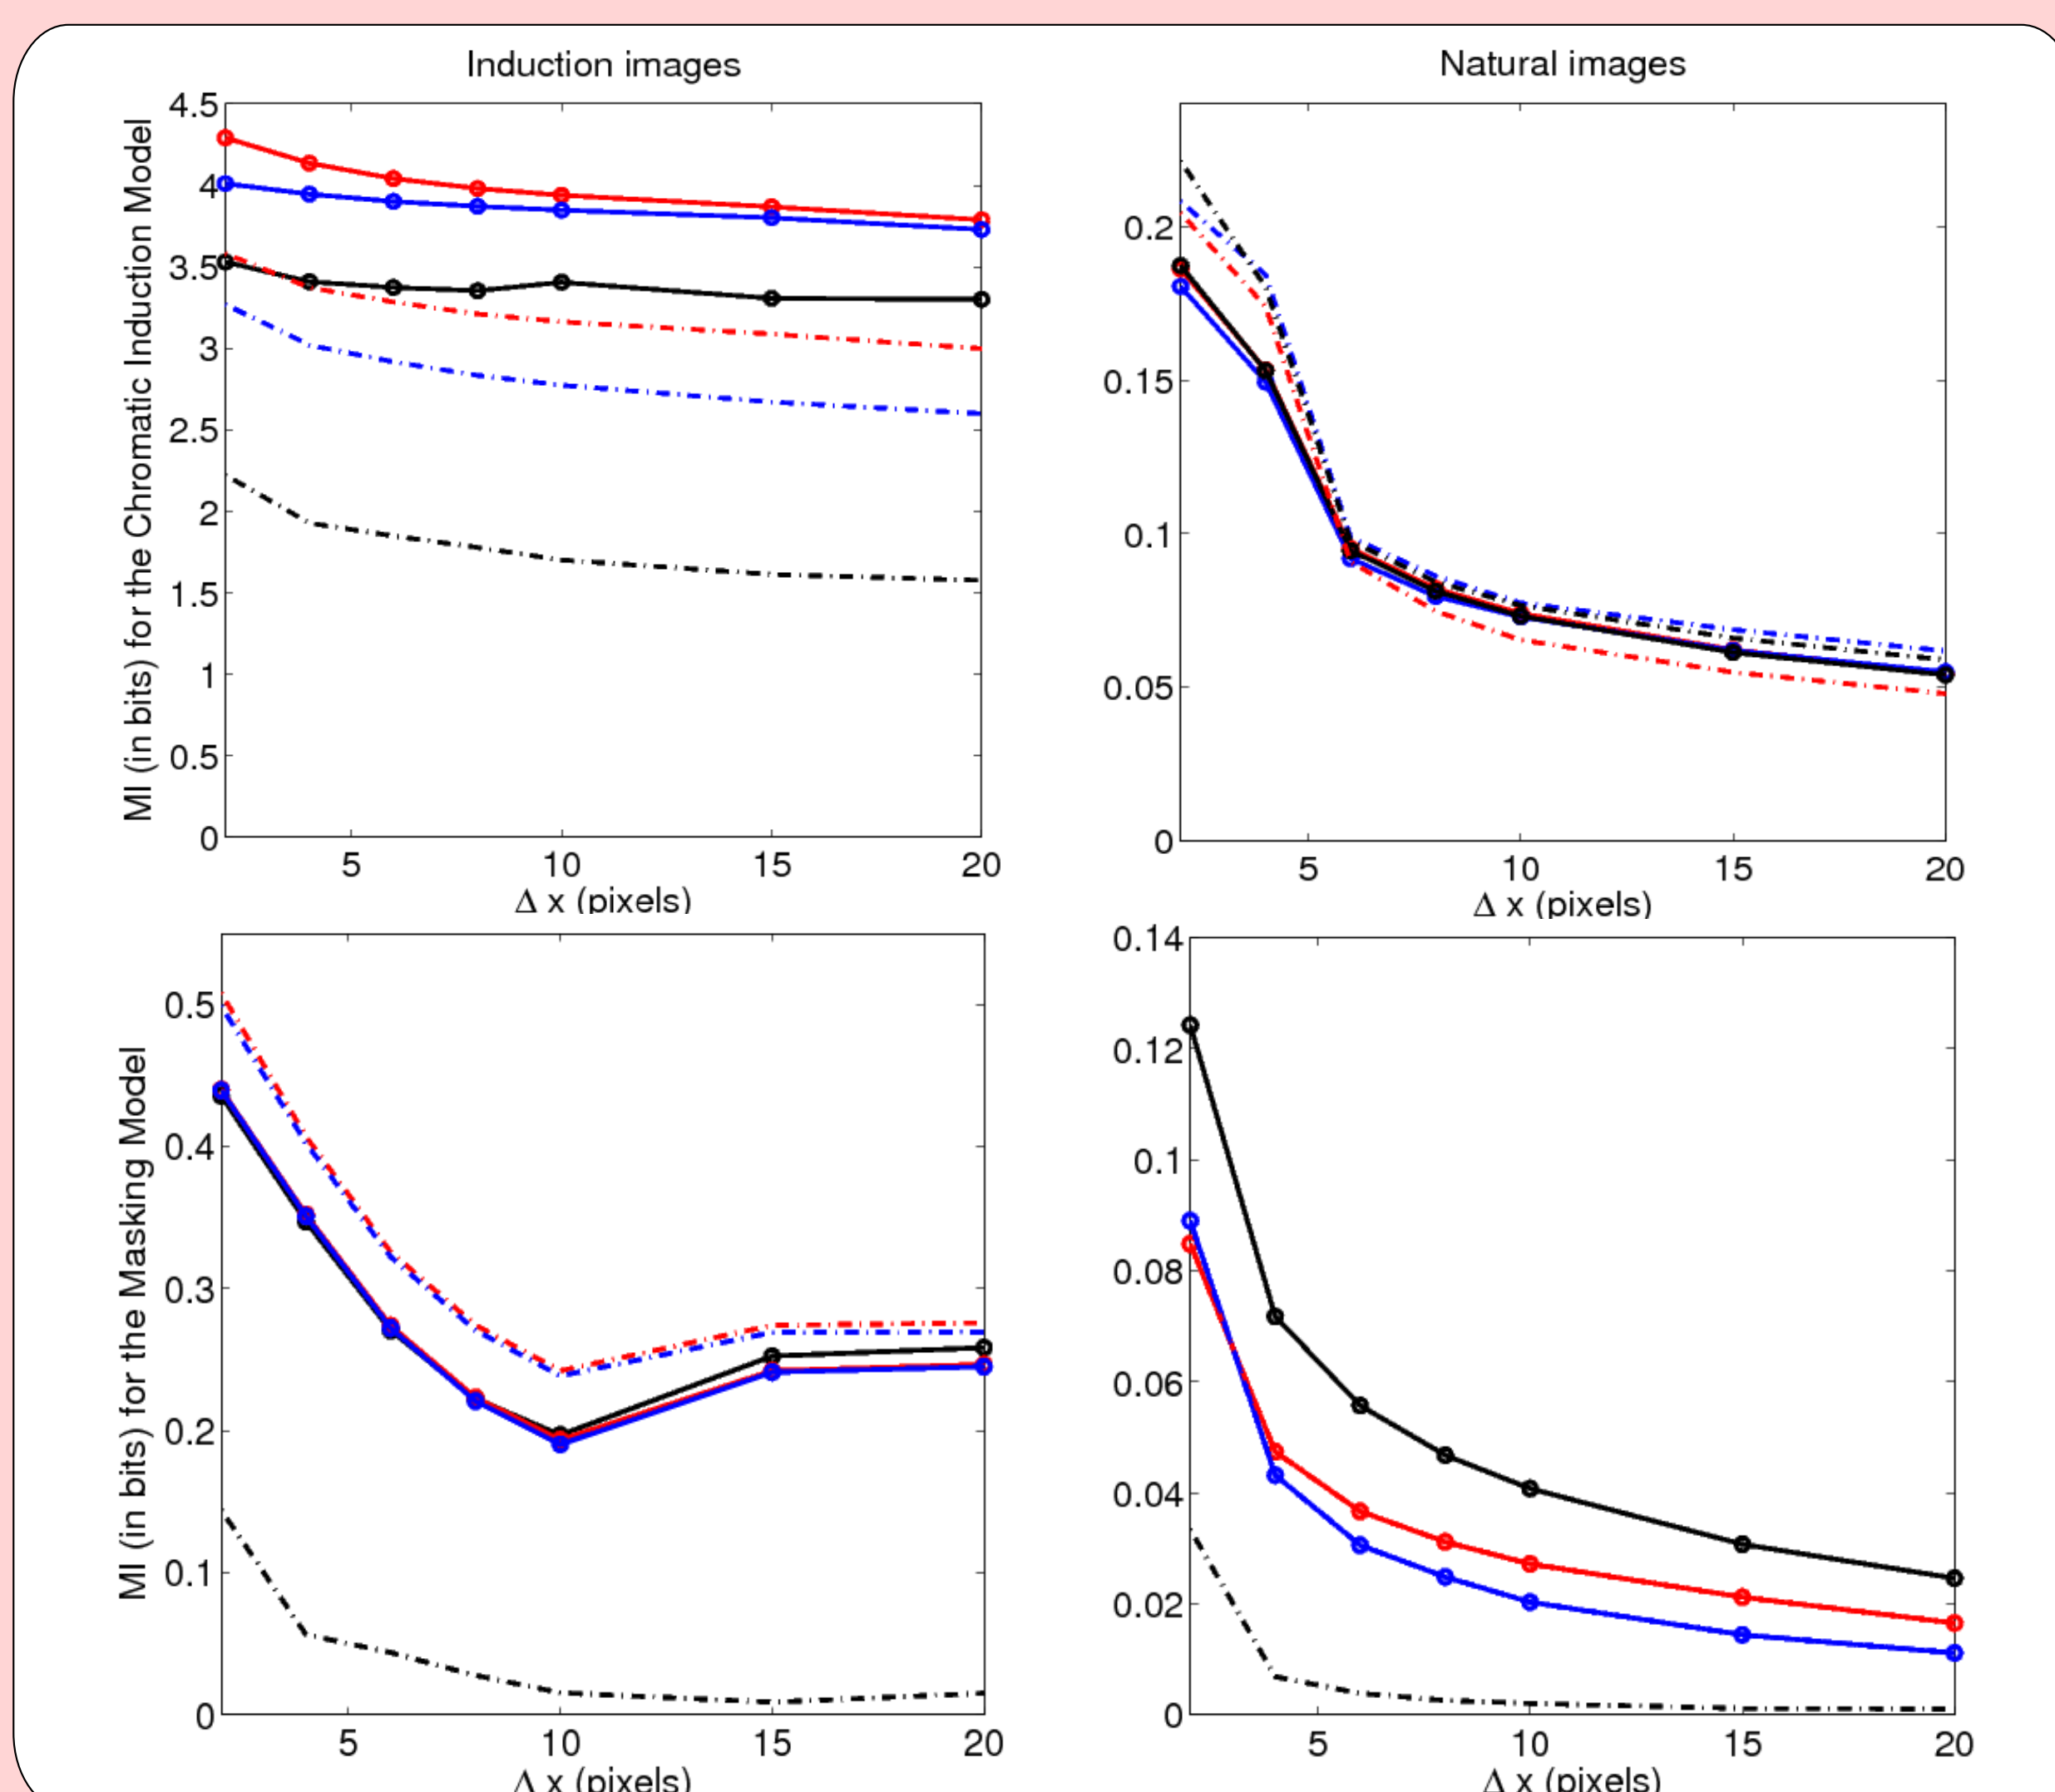 Induction images
Natural images
MI (in bits) for the Chromatic Induction Model
4.5
4
3.5
3
2.5
2
1.5
1
0.5
0
5 10 15 20
Δ x (pixels)
0.2
0.15
0.1
0.05
0
5 10 15 20
Δ x (pixels)
MI (in bits) for the Masking Model
0.5
0.4
0.3
0.2
0.1
0
5 10 15 20
Δ x (pixels)
0.14
0.12
0.1
0.08
0.06
0.04
0.02
0
5 10 15 20
Δ x (pixels)